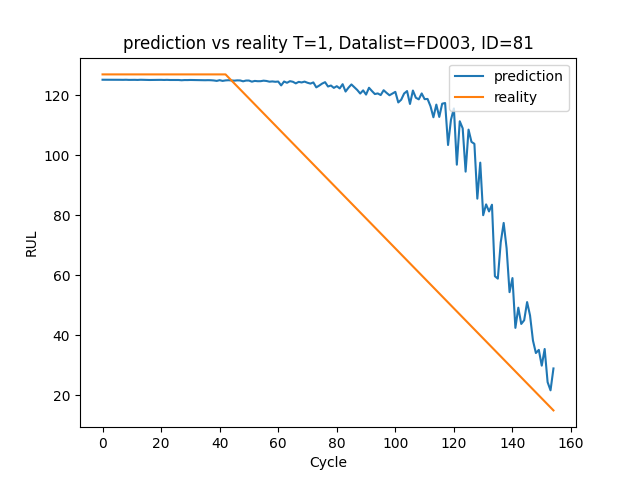 prediction vs reality T=1, Datalist=FD003, ID=81
prediction
reality
120
100
80
60
40
20
RUL
0 20 40 60 80 100 120 140 160
Cycle